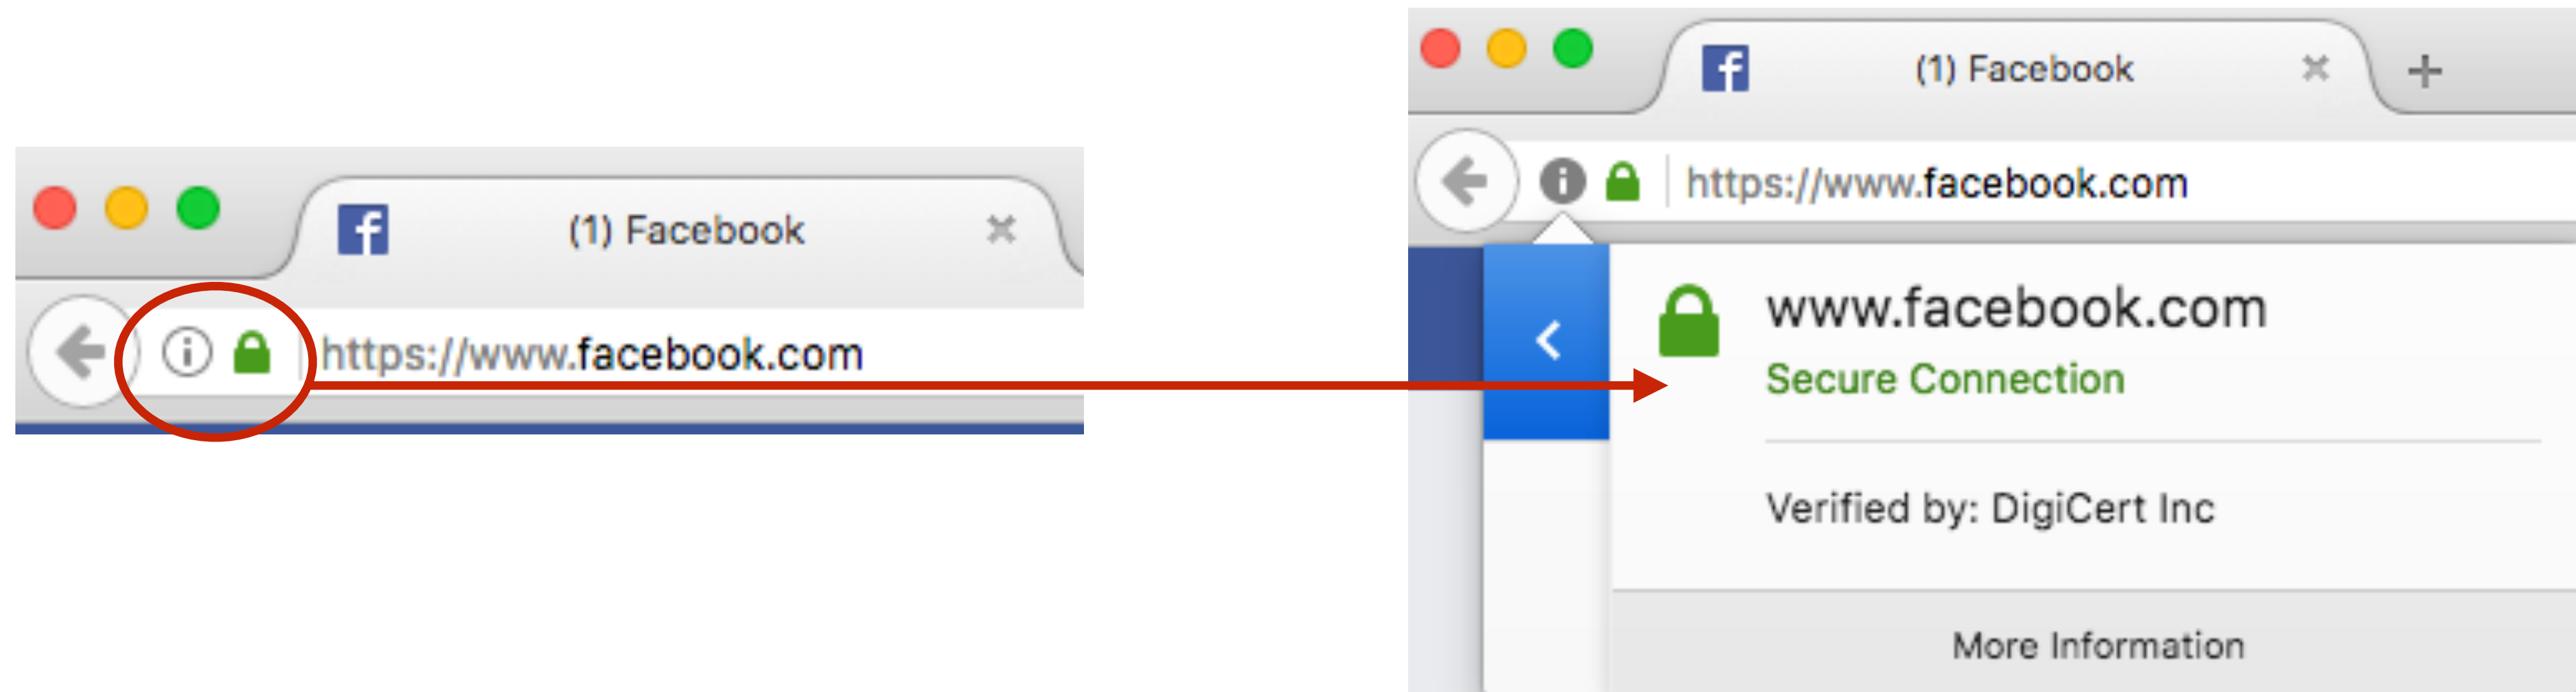 (1) Facebook
https://www.facebook.com
(1) Facebook
https://www.facebook.com
www.facebook.com
Secure Connection
Verified by: DigiCert Inc
More Information